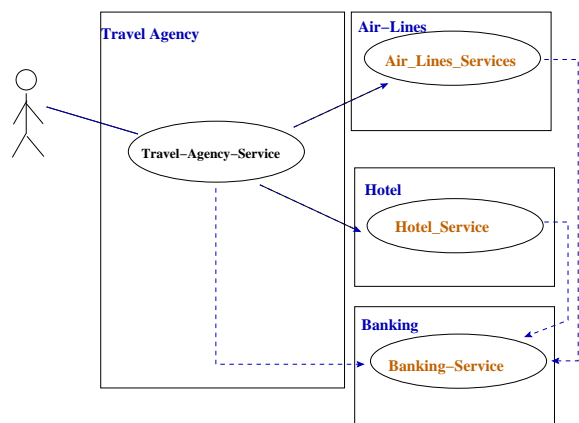 Travel Agency
Air−Lines
Air_Lines_Services
Travel−Agency−Service
Hotel
Hotel_Service
Banking
Banking−Service